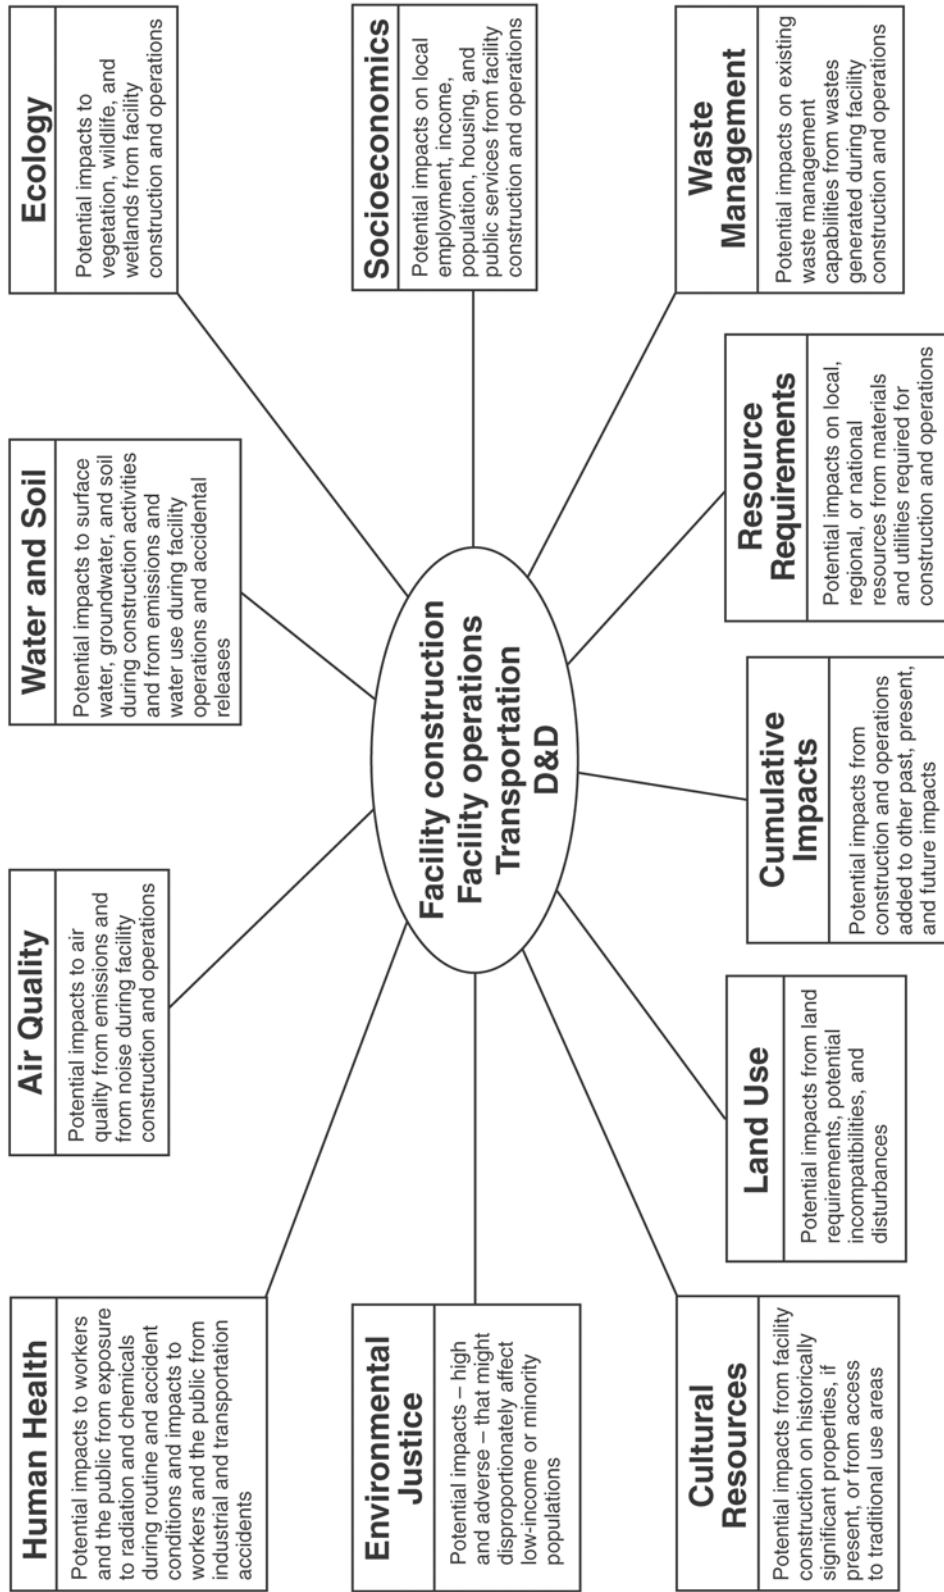 Human Health
Potential impacts to workers
and the public from exposure
to radiation and chemicals
during routine and accident
conditions and impacts to
workers and the public from
industrial and transportation
accidents
Air Quality
Potential impacts to air
quality from emissions and
from noise during facility
construction and operations
Water and Soil
Potential impacts to surface
water, groundwater, and soil
during construction activities
and from emissions and
water use during facility
operations and accidental
releases
Ecology
Potential impacts to
vegetation, wildlife, and
wetlands from facility
construction and operations
Environmental
Justice
Potential impacts – high
and adverse – that might
disproportionately affect
low-income or minority
populations
Facility construction
Facility operations
Transportation
D&D
Socioeconomics
Potential impacts on local
employment, income,
population, housing, and
public services from facility
construction and operations
Cultural
Resources
Potential impacts from facility
construction on historically
significant properties, if
present, or from access
to traditional use areas
Land Use
Potential impacts from land
requirements, potential
incompatibilities, and
disturbances
Cumulative
Impacts
Potential impacts from
construction and operations
added to other past, present,
and future impacts
Resource
Requirements
Potential impacts on local,
regional, or national
resources from materials
and utilities required for
construction and operations
Waste
Management
Potential impacts on existing
waste management
capabilities from wastes
generated during facility
construction and operations